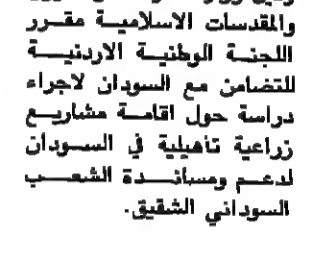 والمقدسات الاسلامية مقرر
اللجنة الوطنية الاردنية
للتضامن مع السودان لاجراء
دراسة حول اقامة مشاريع
زراعية تأهيلية في السودان
لدعم ومساندة الشعب
السوداني الشقيق.